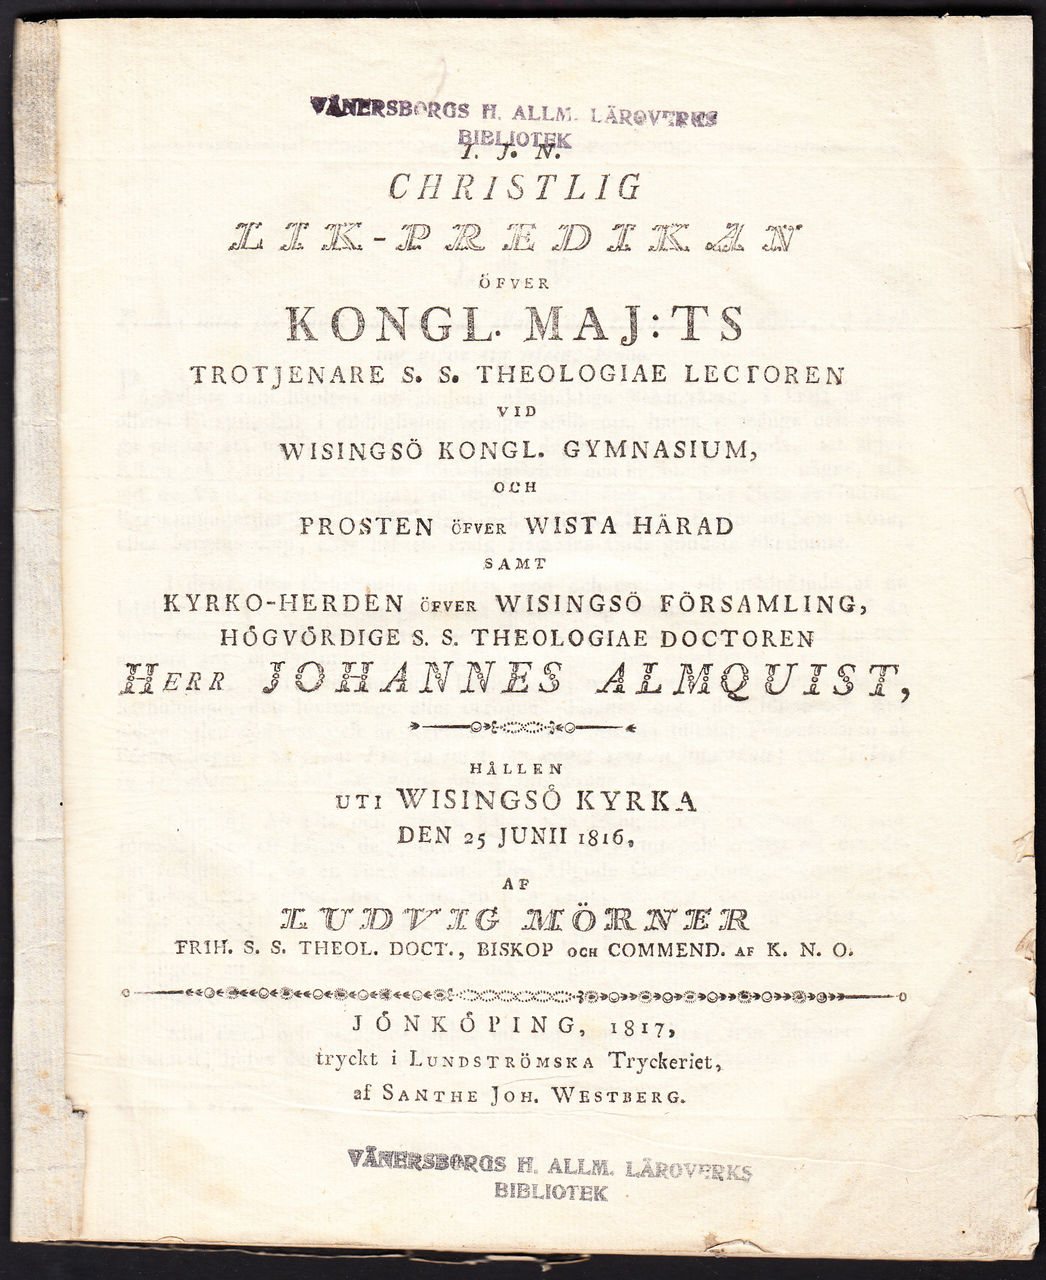 VÄNERSBORGS H. ALLM. LÄROVERKS
BIBLIOTEK
I. J. N.
CHRISTLIG
LIK-PREDIKAN
ÖFVER
KONGL. MAJ:TS
TROTJENARE S. S. THEOLOGIAE LECTOREN
VID
WISINGSÖ KONGL. GYMNASIUM,
OCH
PROSTEN ÖFVER WISTA HÄRAD
SAMT
KYRKO-HERDEN ÖFVER WISINGSÖ FÖRSAMLING,
HÖGVÖRDIGE S. S. THEOLOGIAE DOCTOREN
HERR JOHANNES ALMQUIST,
HÅLLEN
UTI WISINGSÖ KYRKA
DEN 25 JUNII 1816,
AF
LUDVIG MÖRNER
FRIH. S. S. THEOL. DOCT., BISKOP OCH COMMEND. AF K. N. O.
JÖNKÖPING, 1817,
tryckt i LUNDSTRÖMSKA Tryckeriet,
af SANTHE JOH. WESTBERG.
VÄNERSBORGS H. ALLM. LÄROVERKS
BIBLIOTEK